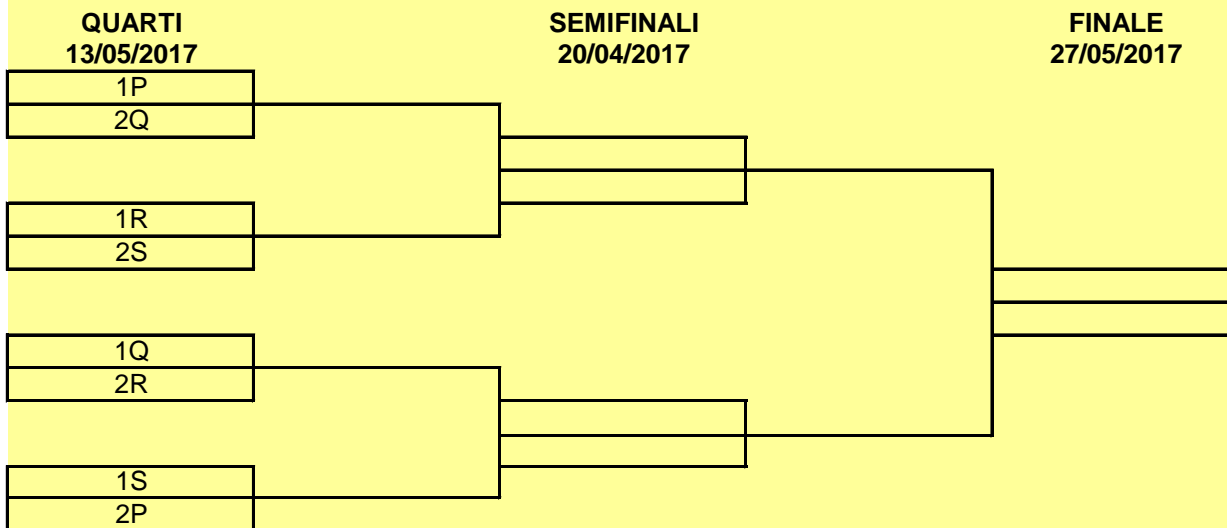 QUARTI
13/05/2017
SEMIFINALI
20/04/2017
FINALE
27/05/2017
1P
2Q
1R
2S
1Q
2R
1S
2P